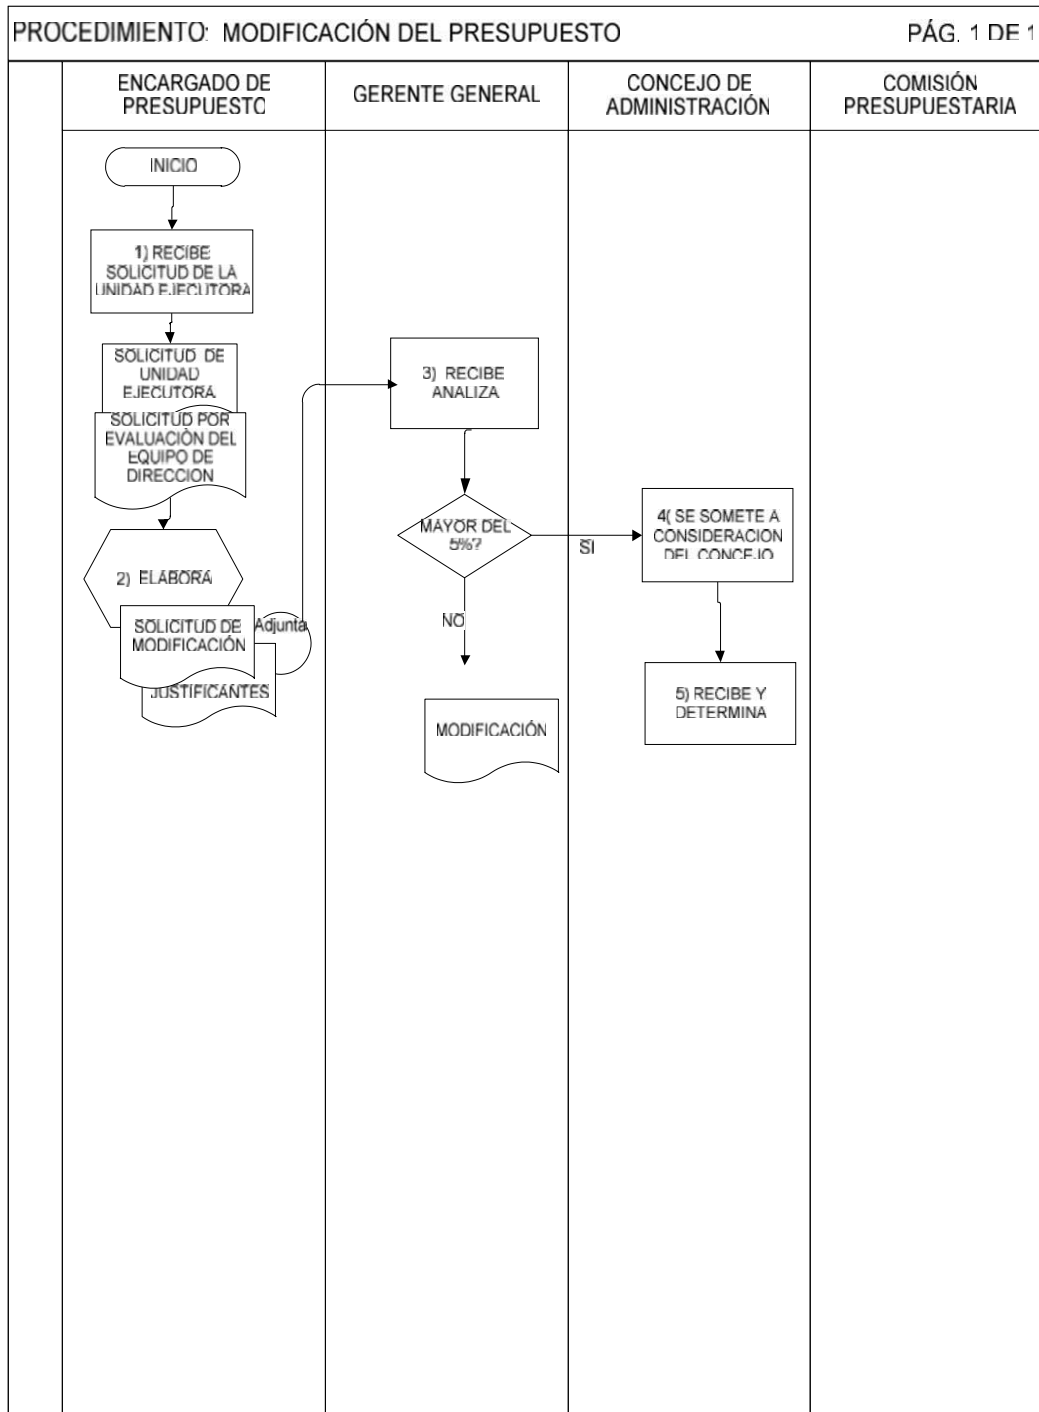 PROCEDIMIENTO: MODIFICACIÓN DEL PRESUPUESTO PÁG. 1 DE 1
ENCARGADO DE
PRESUPUESTO
GERENTE GENERAL
CONCEJO DE
ADMINISTRACIÓN
COMISIÓN
PRESUPUESTARIA
INICIO
1) RECIBE
SOLICITUD DE LA
UNIDAD EJECUTORA
SOLICITUD DE
UNIDAD
EJECUTORA
SOLICITUD POR
EVALUACIÓN DEL
EQUIPO DE
DIRECCION
2) ELABORA
SOLICITUD DE
MODIFICACIÓN
Adjunta
JUSTIFICANTES
3) RECIBE
ANALIZA
MAYOR DEL
5%?
SI
NO
MODIFICACIÓN
4( SE SOMETE A
CONSIDERACION
DEL CONCEJO
5) RECIBE Y
DETERMINA